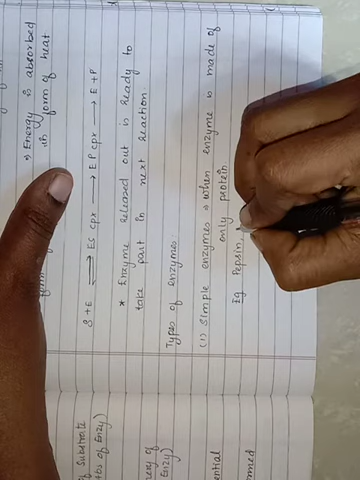 ⇒ Energy is absorbed
in form of heat
S + E ⇌ ES cpx → EP cpx → E + P
* Enzyme released out is ready to
take part in next reaction
Types of enzymes:
(1) Simple enzymes ⇒ when enzyme is made of
only protein
Eg Pepsin,
of Substrate
of Enzy)
Enzy)